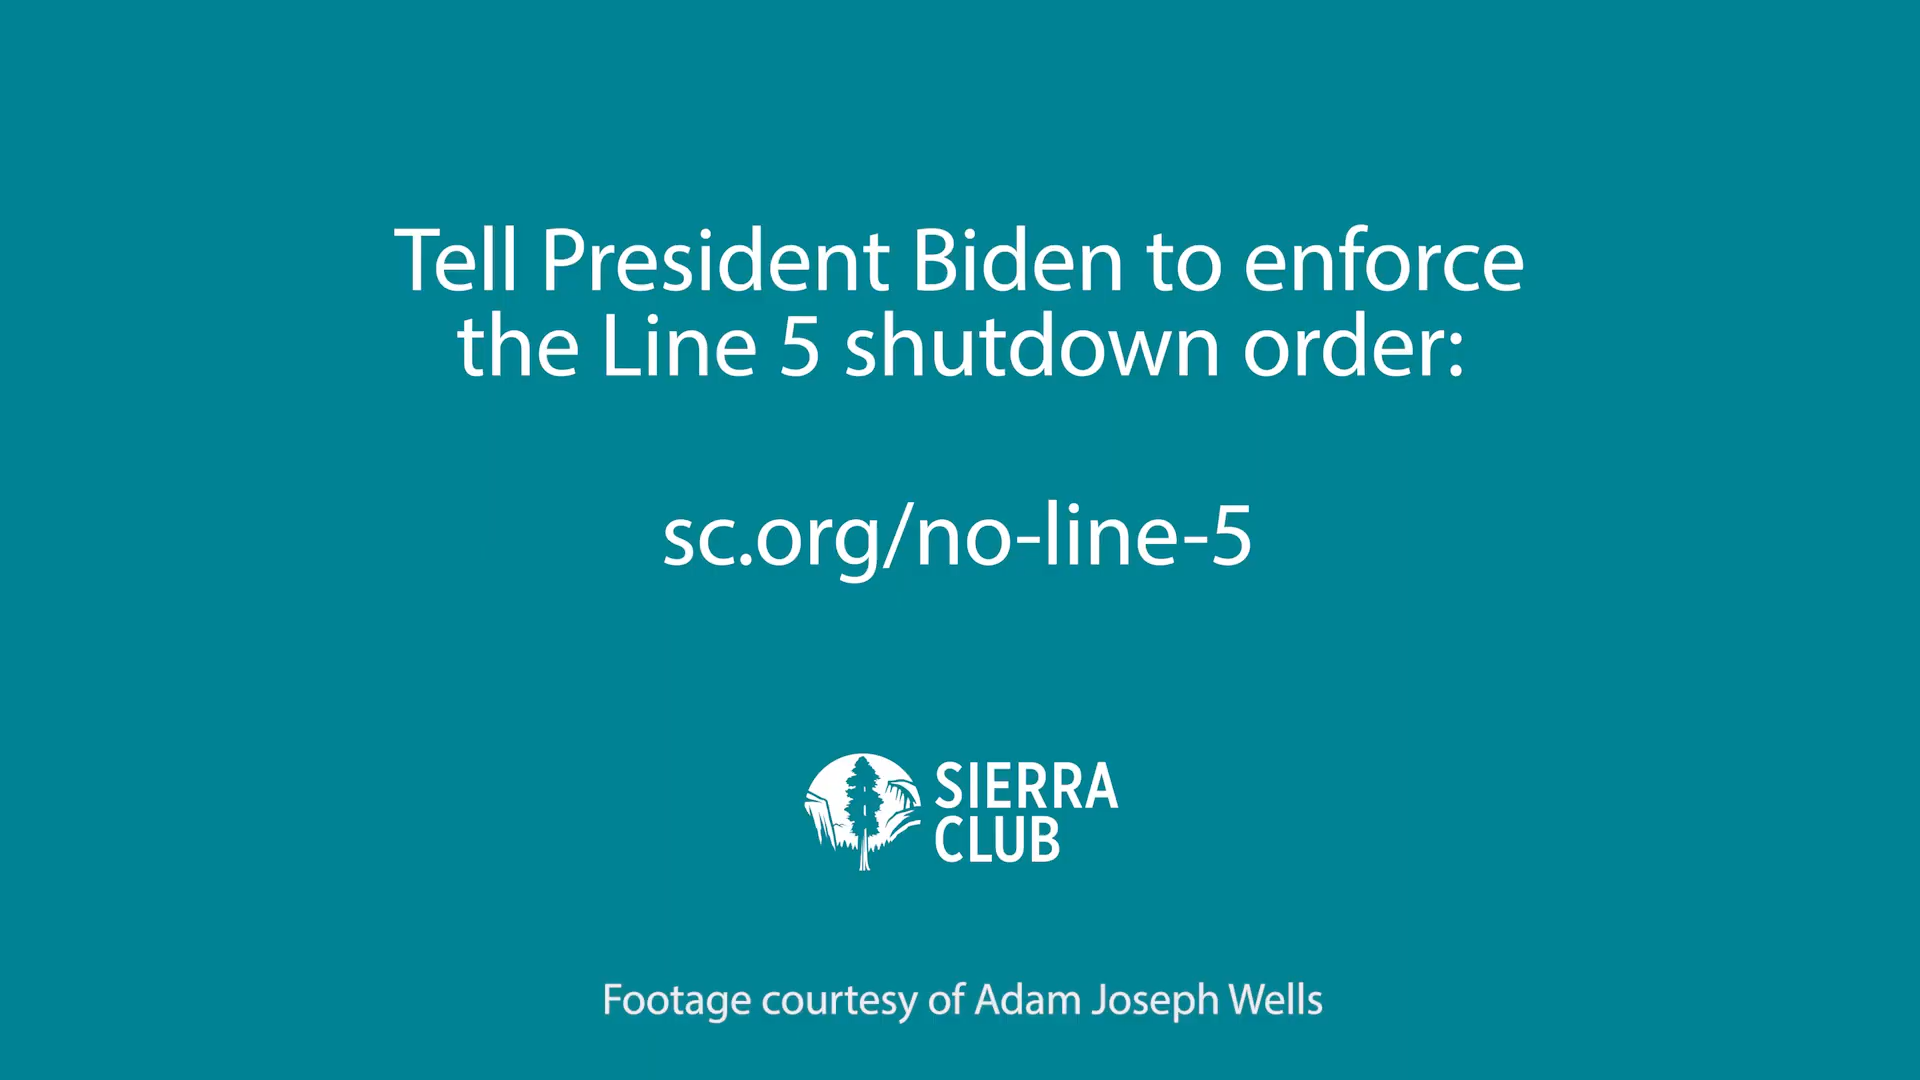 Tell President Biden to enforce
the Line 5 shutdown order:
sc.org/no-line-5
SIERRA
CLUB
Footage courtesy of Adam Joseph Wells